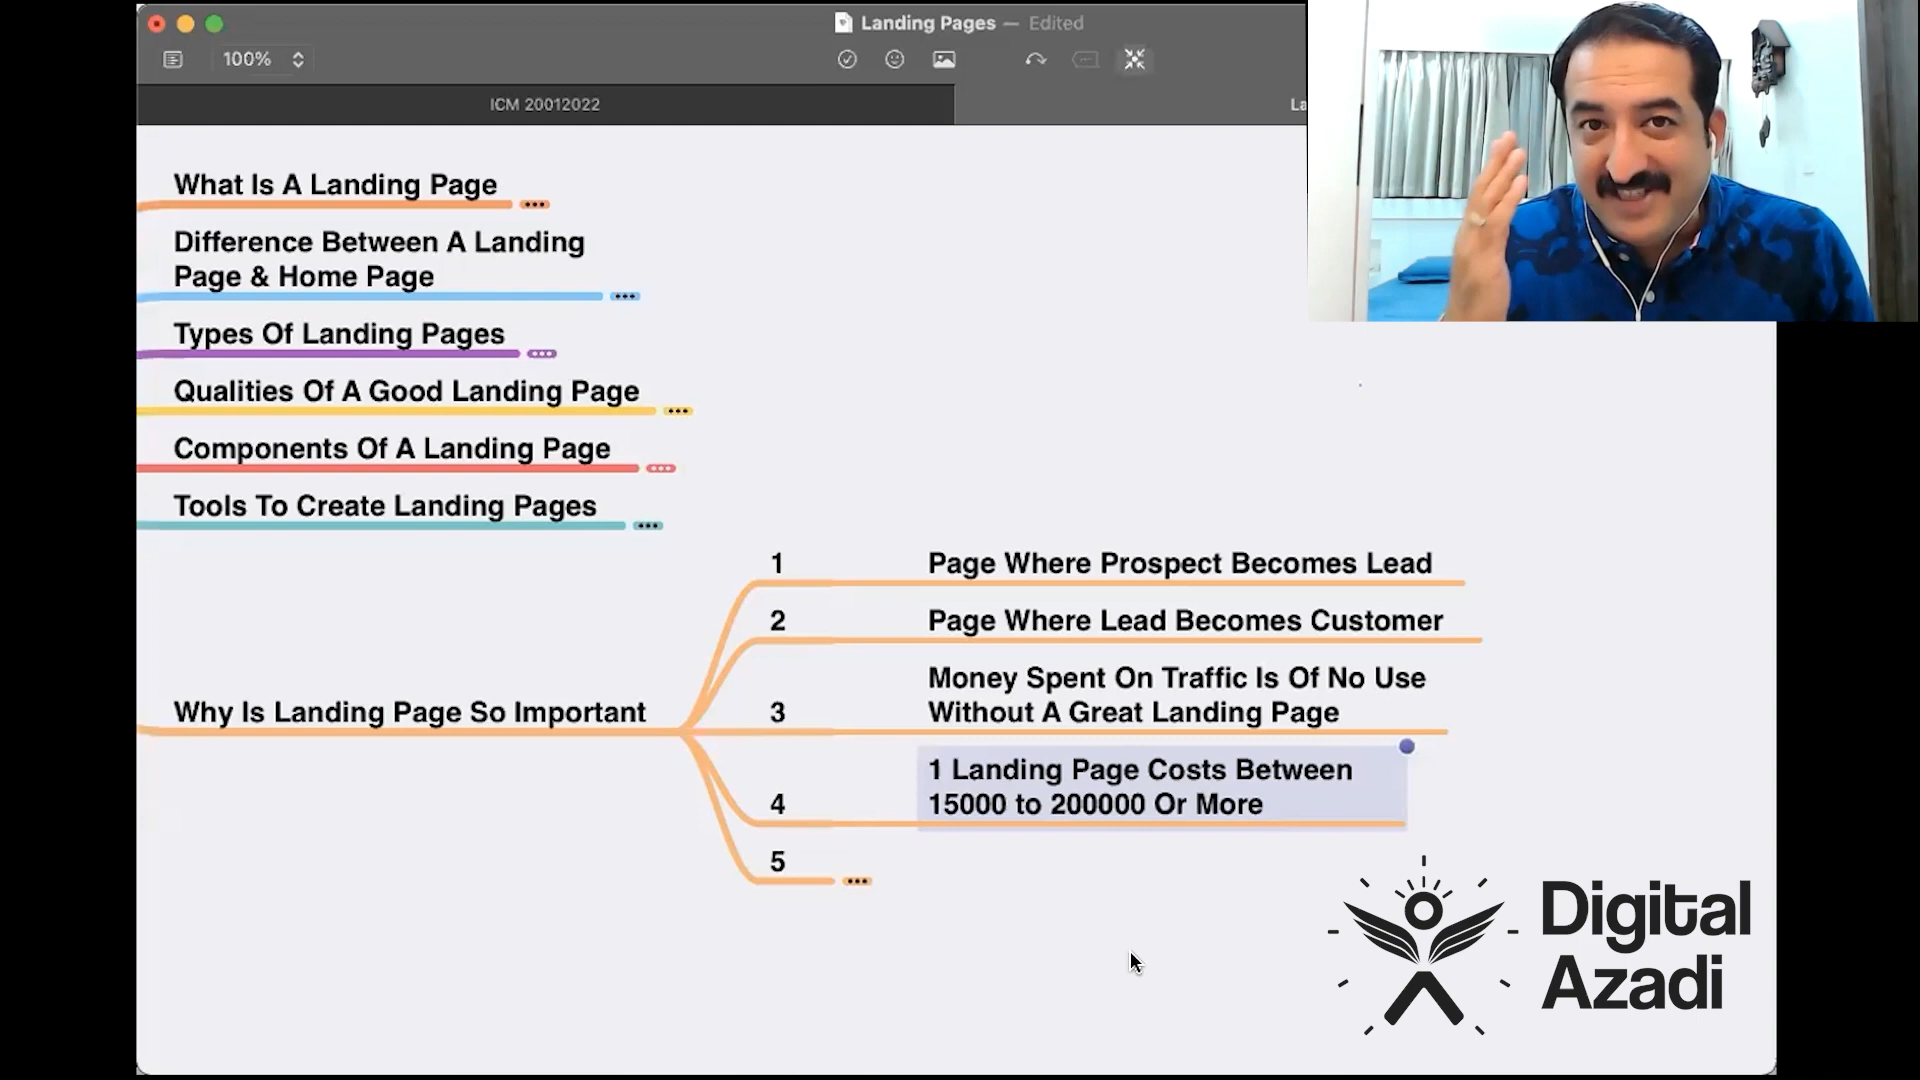 Landing Pages — Edited
100%
ICM 20012022
La
What Is A Landing Page
Difference Between A Landing
Page & Home Page
Types Of Landing Pages
Qualities Of A Good Landing Page
Components Of A Landing Page
Tools To Create Landing Pages
Why Is Landing Page So Important
1 Page Where Prospect Becomes Lead
2 Page Where Lead Becomes Customer
3 Money Spent On Traffic Is Of No Use
Without A Great Landing Page
4 1 Landing Page Costs Between
15000 to 200000 Or More
5
Digital
Azadi